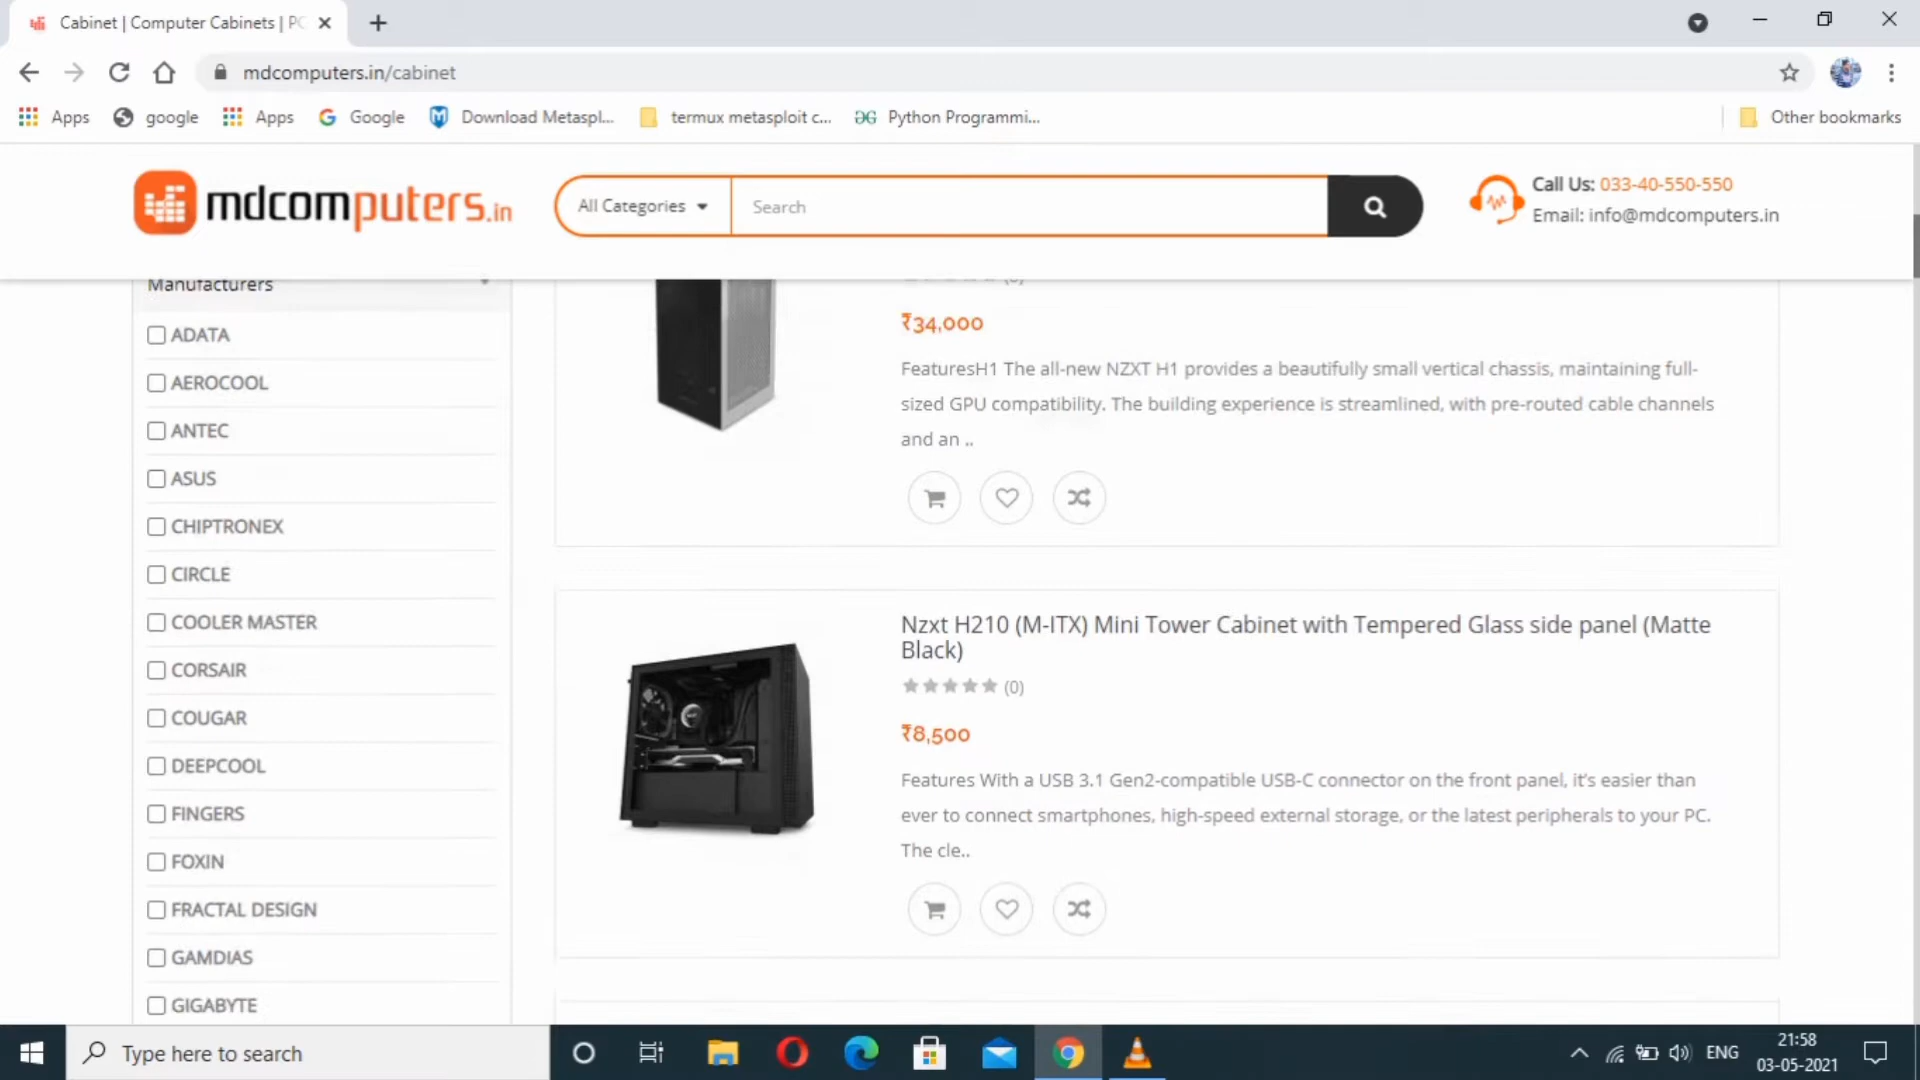 Cabinet | Computer Cabinets | PC
mdcomputers.in/cabinet
Apps
google
Apps
Google
Download Metaspl...
termux metasploit c...
Python Programmi...
Other bookmarks
mdcomputers.in
All Categories
Search
Call Us: 033-40-550-550
Email: info@mdcomputers.in
Manufacturers
ADATA
AEROCOOL
ANTEC
ASUS
CHIPTRONEX
CIRCLE
COOLER MASTER
CORSAIR
COUGAR
DEEPCOOL
FINGERS
FOXIN
FRACTAL DESIGN
GAMDIAS
GIGABYTE
₹34,000
FeaturesH1 The all-new NZXT H1 provides a beautifully small vertical chassis, maintaining full-
sized GPU compatibility. The building experience is streamlined, with pre-routed cable channels
and an ..
Nzxt H210 (M-ITX) Mini Tower Cabinet with Tempered Glass side panel (Matte
Black)
(0)
₹8,500
Features With a USB 3.1 Gen2-compatible USB-C connector on the front panel, it's easier than
ever to connect smartphones, high-speed external storage, or the latest peripherals to your PC.
The cle..
Type here to search
ENG
21:58
03-05-2021